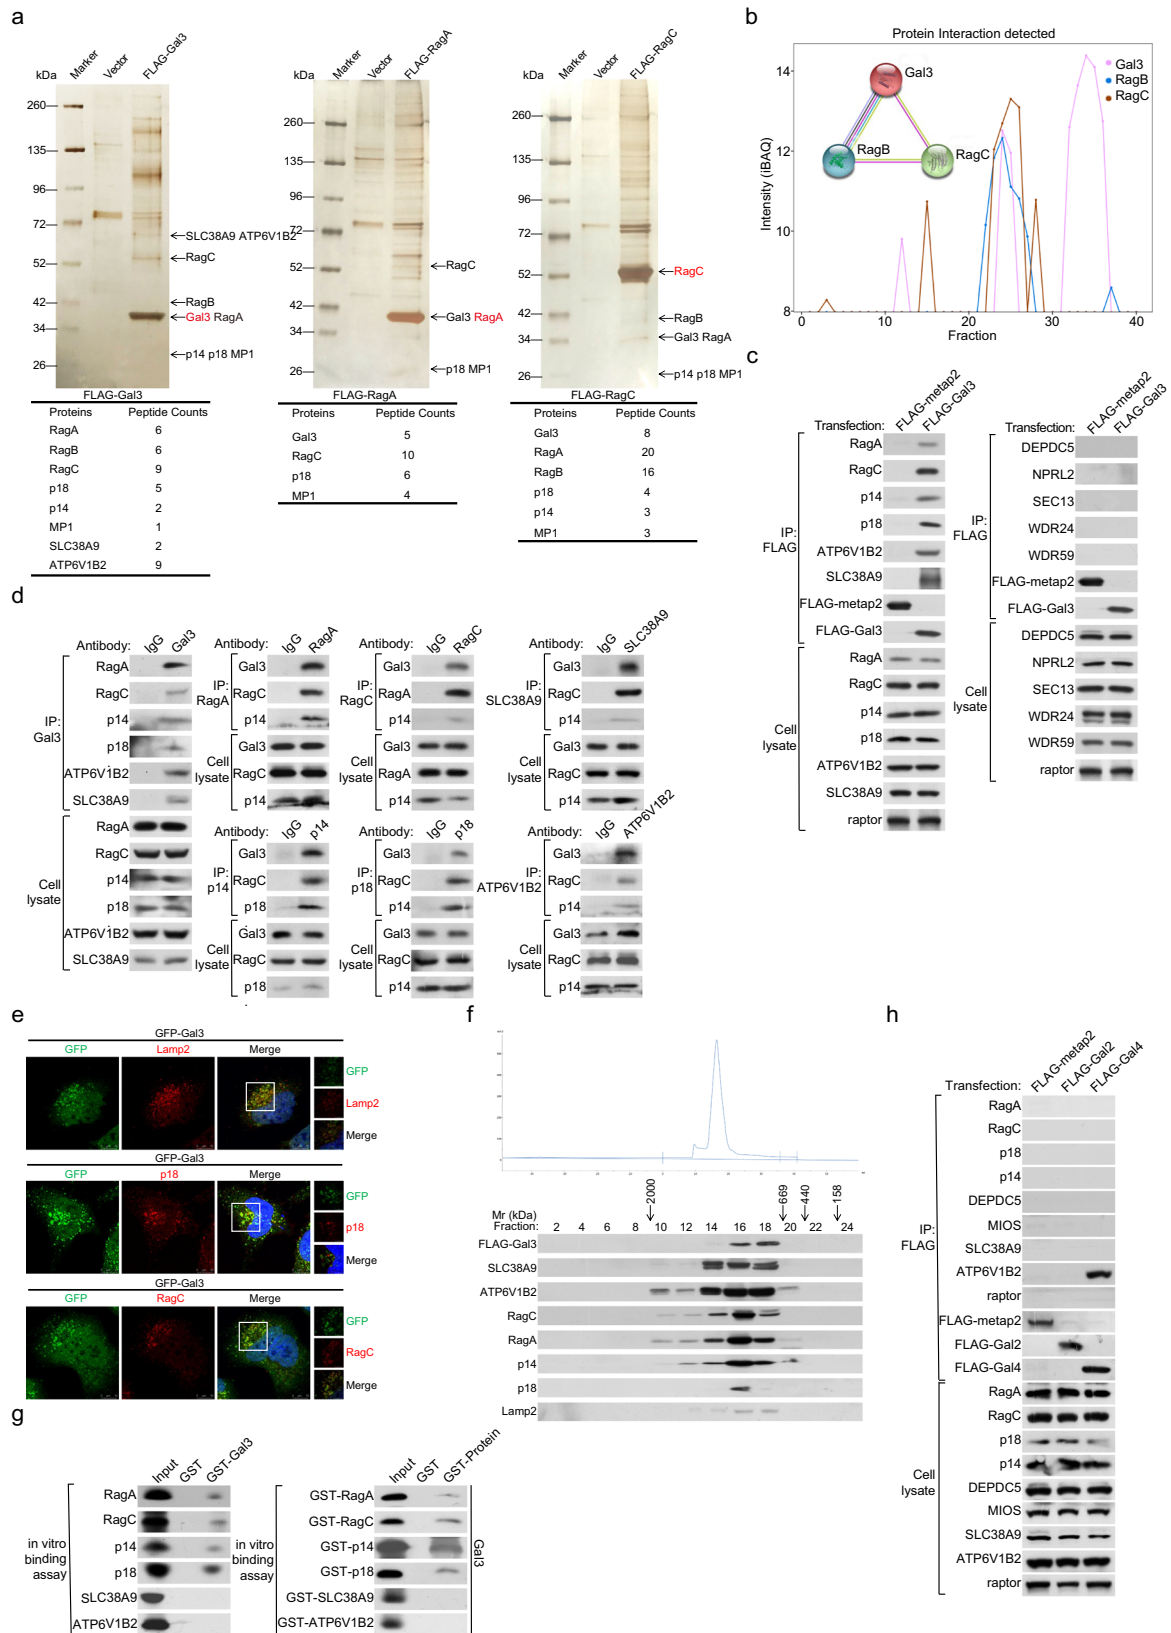 a
kDa Marker Vector FLAG-Gal3
260
135
96
72
52
42
34
26
SLC38A9 ATP6V1B2
RagC
RagB
Gal3 RagA
p14 p18 MP1
FLAG-Gal3
Proteins Peptide Counts
RagA 6
RagB 6
RagC 9
p18 5
p14 2
MP1 1
SLC38A9 2
ATP6V1B2 9
kDa Marker Vector FLAG-RagA
260
135
96
72
52
42
34
26
RagC
Gal3 RagA
p18 MP1
FLAG-RagA
Proteins Peptide Counts
Gal3 5
RagC 10
p18 6
MP1 4
kDa Marker Vector FLAG-RagC
260
135
96
72
52
42
34
26
RagC
RagB
Gal3 RagA
p14 p18 MP1
FLAG-RagC
Proteins Peptide Counts
Gal3 8
RagA 20
RagB 16
p18 4
p14 3
MP1 3
b
Protein Interaction detected
Gal3
RagB
RagC
Gal3
RagB
RagC
14
12
10
8
Intensity (iBAQ)
0 10 20 30 40
Fraction
c
Transfection: FLAG-metap2 FLAG-Gal3
IP: FLAG
RagA
RagC
p14
p18
ATP6V1B2
SLC38A9
FLAG-metap2
FLAG-Gal3
Cell lysate
RagA
RagC
p14
p18
ATP6V1B2
SLC38A9
raptor
Transfection: FLAG-metap2 FLAG-Gal3
IP: FLAG
DEPDC5
NPRL2
SEC13
WDR24
WDR59
FLAG-metap2
FLAG-Gal3
Cell lysate
DEPDC5
NPRL2
SEC13
WDR24
WDR59
raptor
d
Antibody: IgG Gal3
IP: Gal3
RagA
RagC
p14
p18
ATP6V1B2
SLC38A9
Cell lysate
RagA
RagC
p14
p18
ATP6V1B2
SLC38A9
Antibody: IgG RagA
IP: RagA
Gal3
RagC
p14
Cell lysate
Gal3
RagC
p14
Antibody: IgG RagC
IP: RagC
Gal3
RagA
p14
Cell lysate
Gal3
RagA
p14
Antibody: IgG SLC38A9
IP: SLC38A9
Gal3
RagC
p14
Cell lysate
Gal3
RagC
p14
Antibody: IgG p14
IP: p14
Gal3
RagC
p18
Cell lysate
Gal3
RagC
p18
Antibody: IgG p18
IP: p18
Gal3
RagC
p14
Cell lysate
Gal3
RagC
p14
Antibody: IgG ATP6V1B2
IP: ATP6V1B2
Gal3
RagC
p14
Cell lysate
Gal3
RagC
p14
e
GFP-Gal3
GFP Lamp2 Merge
GFP
Lamp2
Merge
GFP-Gal3
GFP p18 Merge
GFP
p18
Merge
GFP-Gal3
GFP RagC Merge
GFP
RagC
Merge
f
Mr (kDa) 2000 669 440 158
Fraction: 2 4 6 8 10 12 14 16 18 20 22 24
FLAG-Gal3
SLC38A9
ATP6V1B2
RagC
RagA
p14
p18
Lamp2
g
Input GST GST-Gal3
in vitro binding assay
RagA
RagC
p14
p18
SLC38A9
ATP6V1B2
Input GST GST-Protein
in vitro binding assay
GST-RagA
GST-RagC
GST-p14
GST-p18
GST-SLC38A9
GST-ATP6V1B2
Gal3
h
Transfection: FLAG-metap2 FLAG-Gal2 FLAG-Gal4
IP: FLAG
RagA
RagC
p18
p14
DEPDC5
MIOS
SLC38A9
ATP6V1B2
raptor
FLAG-metap2
FLAG-Gal2
FLAG-Gal4
Cell lysate
RagA
RagC
p18
p14
DEPDC5
MIOS
SLC38A9
ATP6V1B2
raptor